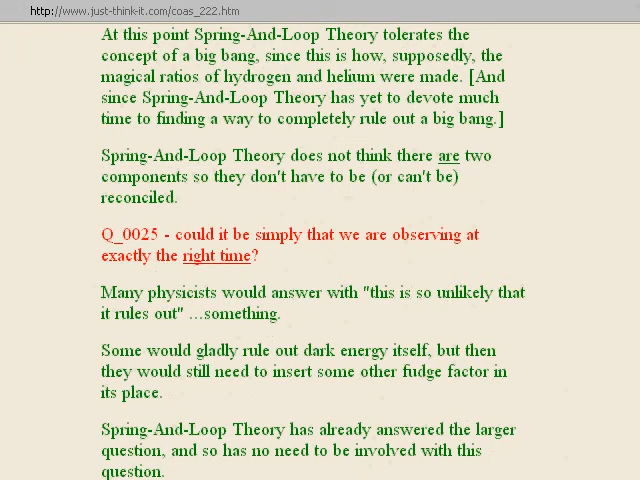 http://www.just-think-it.com/coas_222.htm
At this point Spring-And-Loop Theory tolerates the
concept of a big bang, since this is how, supposedly, the
magical ratios of hydrogen and helium were made. [And
since Spring-And-Loop Theory has yet to devote much
time to finding a way to completely rule out a big bang.]
Spring-And-Loop Theory does not think there are two
components so they don't have to be (or can't be)
reconciled.
Q_0025 - could it be simply that we are observing at
exactly the right time?
Many physicists would answer with "this is so unlikely that
it rules out" ...something.
Some would gladly rule out dark energy itself, but then
they would still need to insert some other fudge factor in
its place.
Spring-And-Loop Theory has already answered the larger
question, and so has no need to be involved with this
question.